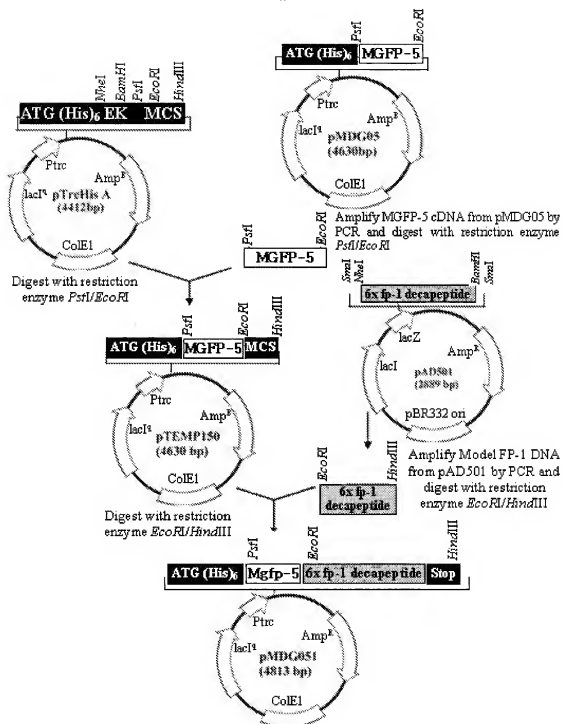 PstI
EcoRI
ATG (His)6
MGFP-5
Ptrc
AmpR
lacIq
pMDG05
(4630bp)
ColE1
NheI
BamHI
PstI
EcoRI
HindIII
ATG (His)6 EK MCS
Ptrc
AmpR
lacIq
pTrcHis A
(4412bp)
ColE1
Digest with restriction
enzyme PstI/EcoRI
Amplify MGFP-5 cDNA from pMDG05 by
PCR and digest with restriction enzyme
PstI/EcoRI
PstI
EcoRI
MGFP-5
SmaI
NheI
BamHI
SmaI
6x fp-1 decapeptide
lacZ
lacI
AmpR
pAD501
(2889 bp)
pBR332 ori
Amplify Model FP-1 DNA
from pAD501 by PCR and
digest with restriction
enzyme EcoRI/HindIII
PstI
EcoRI
HindIII
ATG (His)6
MGFP-5
MCS
Ptrc
AmpR
lacIq
pTEMP150
(4630 bp)
ColE1
Digest with restriction
enzyme EcoRI/HindIII
EcoRI
HindIII
6x fp-1
decapeptide
PstI
EcoRI
HindIII
ATG (His)6
Mgfp-5
6x fp-1 decapeptide
Stop
Ptrc
AmpR
lacIq
pMDG051
(4813 bp)
ColE1